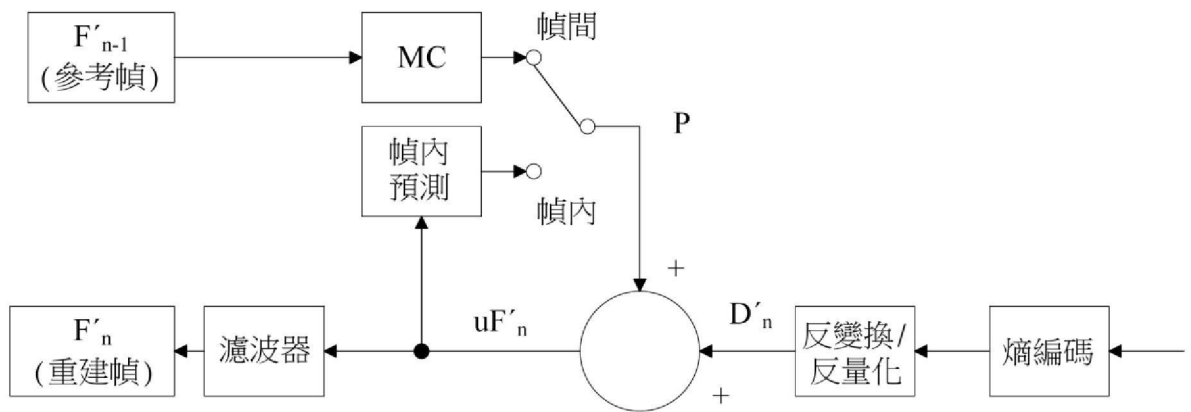 F′n-1
(參考幀)
MC
幀間
P
幀內
預測
幀內
+
F′n
(重建幀)
濾波器
uF′n
D′n
+
反變換/
反量化
熵編碼